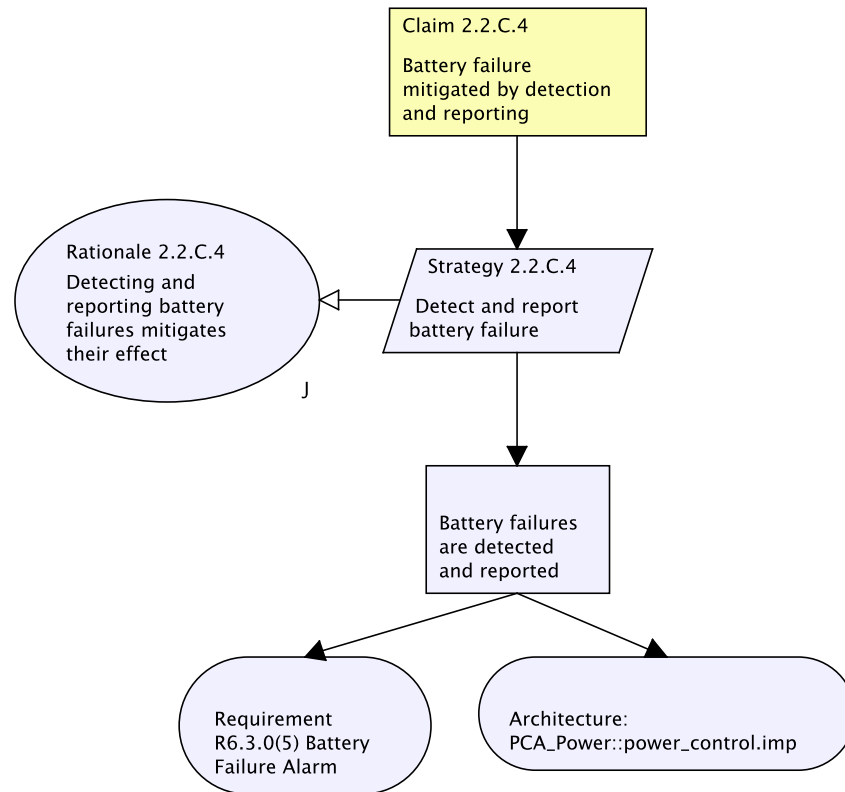 Claim 2.2.C.4
Battery failure
mitigated by detection
and reporting
Rationale 2.2.C.4
Detecting and
reporting battery
failures mitigates
their effect
J
Strategy 2.2.C.4
Detect and report
battery failure
Battery failures
are detected
and reported
Requirement
R6.3.0(5) Battery
Failure Alarm
Architecture:
PCA_Power::power_control.imp